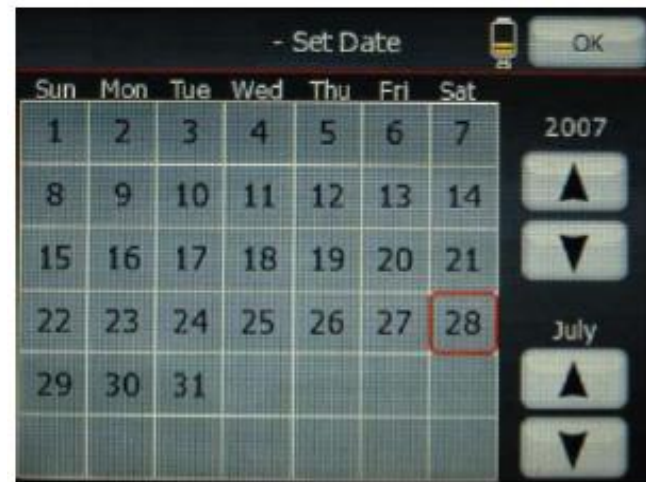 - Set Date
OK
Sun Mon Tue Wed Thu Fri Sat
1 2 3 4 5 6 7
8 9 10 11 12 13 14
15 16 17 18 19 20 21
22 23 24 25 26 27 28
29 30 31
2007
July